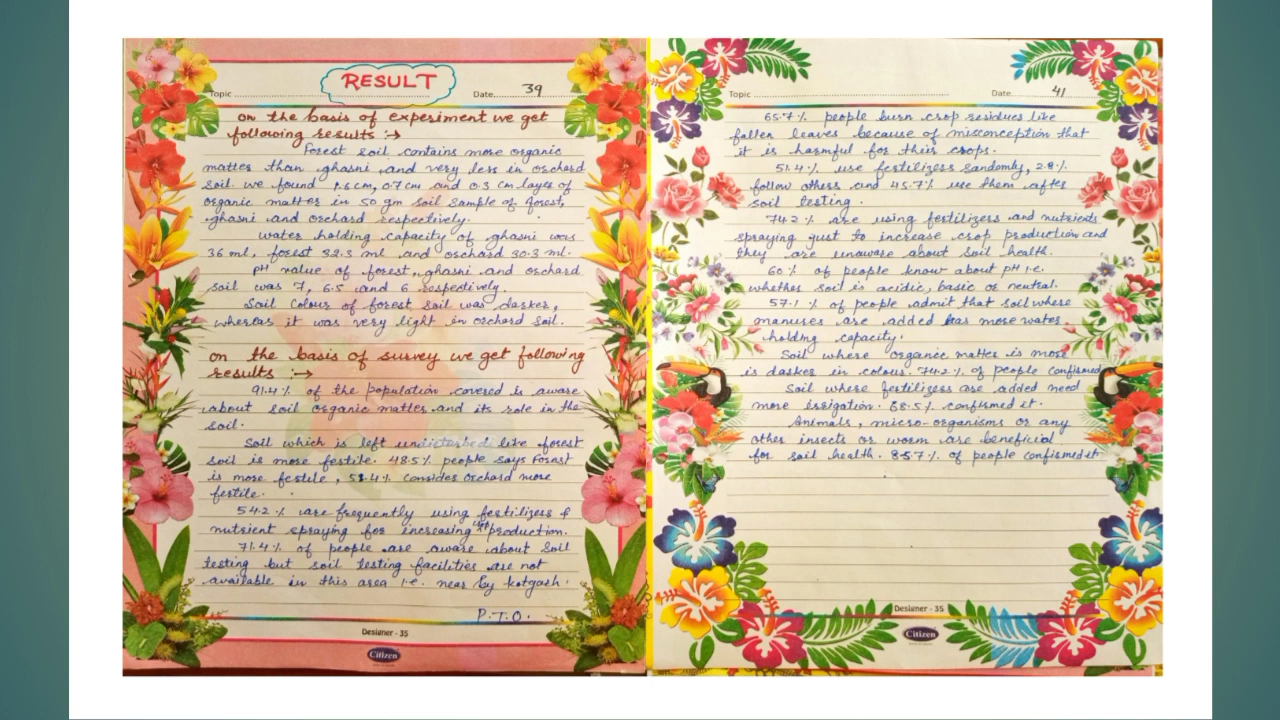 RESULT
Topic Date 39
on the basis of experiment we get
following results :→
Forest soil contains more organic
matter than ghasni and very less in orchard
soil. we found 1.6 cm, 0.7 cm and 0.3 cm layer of
organic matter in 50 gm soil sample of forest,
ghasni and orchard respectively.
water holding capacity of ghasni was
36 ml, forest 32.3 ml and orchard 30.3 ml.
pH value of forest, ghasni and orchard
soil was 7, 6.5 and 6 respectively.
Soil colour of forest soil was darker,
whereas it was very light in orchard soil.
on the basis of survey we get following
results :→
91.4% of the population covered is aware
about soil organic matter and its role in the
soil.
Soil which is left undisturbed like forest
soil is more fertile. 48.5% people says Forest
is more fertile, 51.4% consider orchard more
fertile.
54.2% are frequently using fertilizers &
nutrient spraying for increasing production.
71.4% of people are aware about soil
testing but soil testing facilities are not
available in this area i.e. near by kotgarh.
P.T.O.
Designer - 35
Citizen
Topic Date 41
65.7% people burn crop residues like
fallen leaves because of misconception that
it is harmful for their crops.
51.4% use fertilizers randomly, 2.8%
follow others and 45.7% use them after
soil testing.
74.2% are using fertilizers and nutrients
spraying just to increase crop production and
they are unaware about soil health.
60% of people know about pH i.e.
whether soil is acidic, basic or neutral.
57.1% of people admit that soil where
manures are added has more water
holding capacity.
Soil where organic matter is more
is darker in colour. 74.2% of people confirmed
Soil where fertilizers are added need
more irrigation. 68.5% confirmed it.
Animals, micro-organisms or any
other insects or worm are beneficial
for soil health. 85.7% of people confirmed it
Designer - 35
Citizen